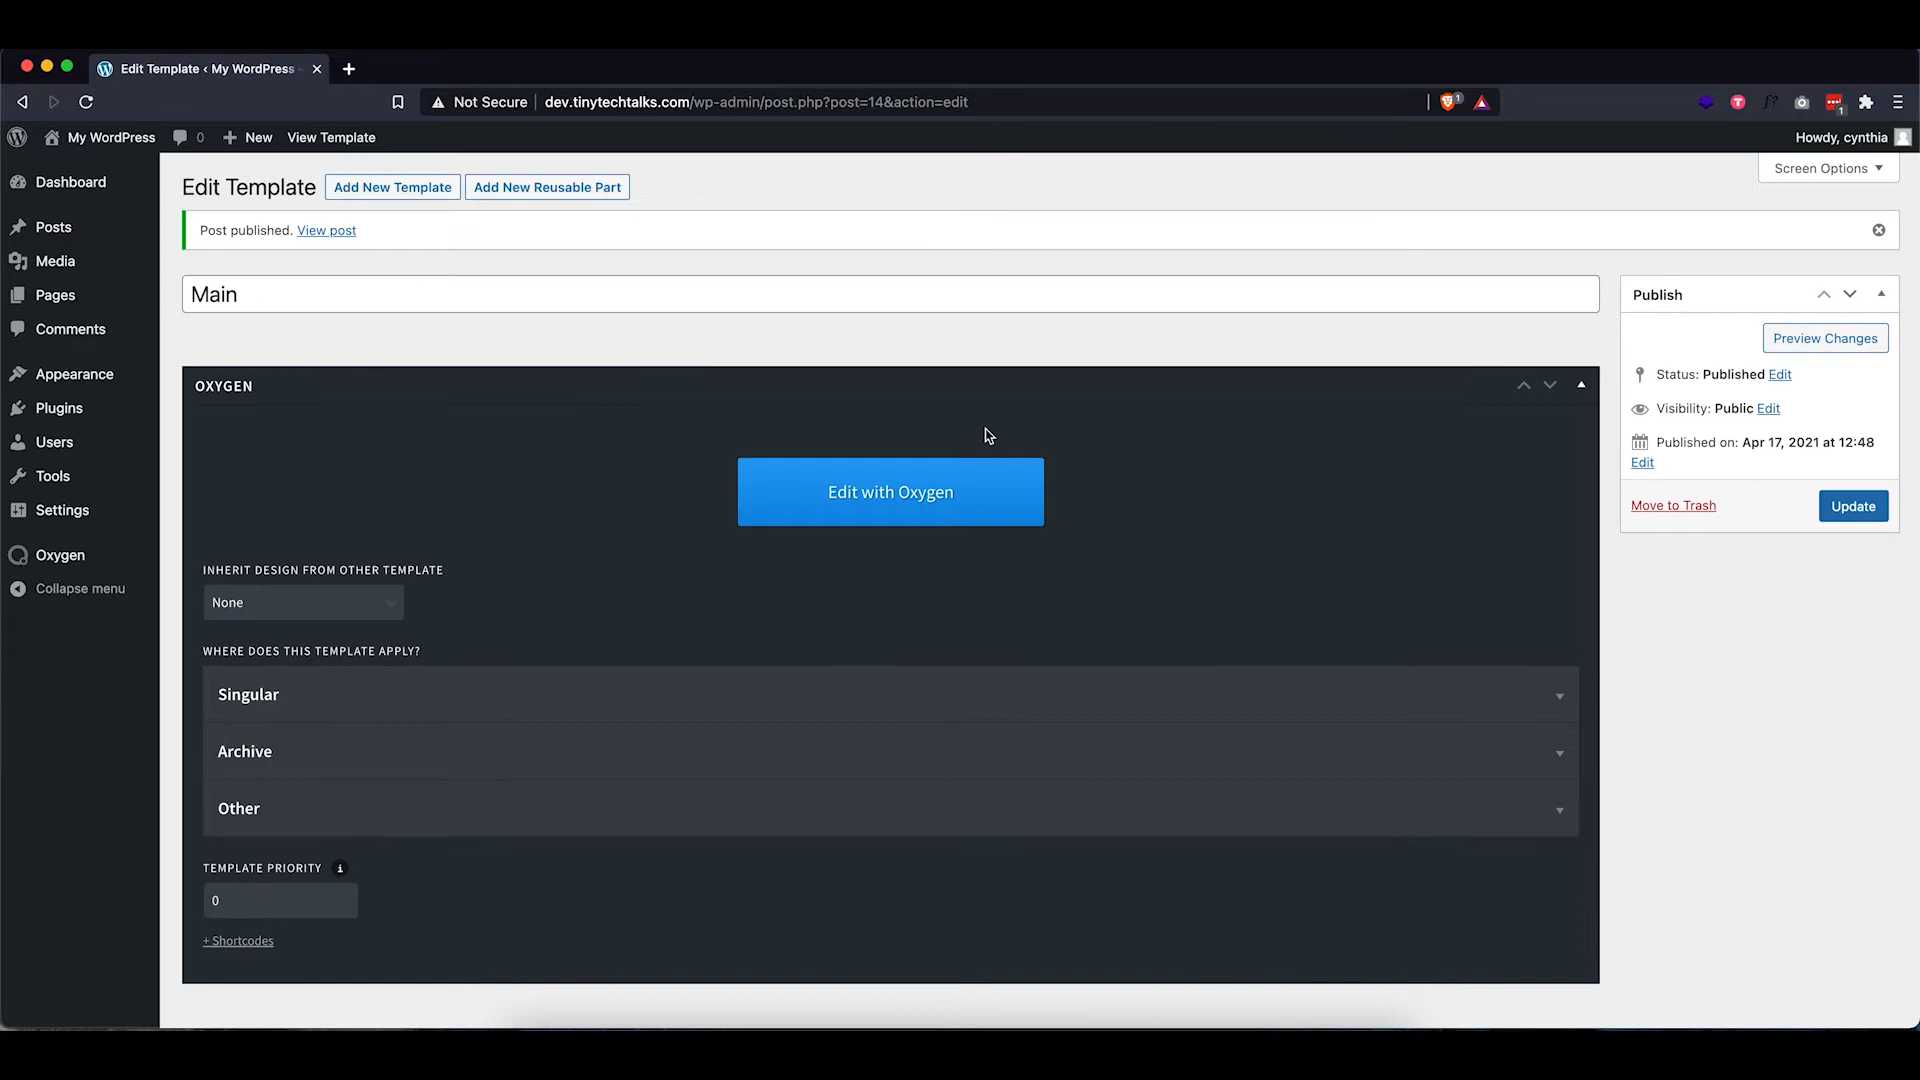 Edit Template ‹ My WordPress
Not Secure dev.tinytechtalks.com/wp-admin/post.php?post=14&action=edit
1
1
My WordPress 0 New View Template
Howdy, cynthia
Screen Options
Dashboard
Posts
Media
Pages
Comments
Appearance
Plugins
Users
Tools
Settings
Oxygen
Collapse menu
Edit Template Add New Template Add New Reusable Part
Post published. View post
Main
OXYGEN
Edit with Oxygen
INHERIT DESIGN FROM OTHER TEMPLATE
None
WHERE DOES THIS TEMPLATE APPLY?
Singular
Archive
Other
TEMPLATE PRIORITY i
0
+ Shortcodes
Publish
Preview Changes
Status: Published Edit
Visibility: Public Edit
Published on: Apr 17, 2021 at 12:48
Edit
Move to Trash Update